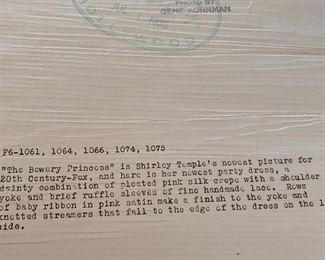 PHOTO BY
GENE KORNMAN
HOLLYWOOD
F6-1061, 1064, 1066, 1074, 1075
"The Bowery Princess" is Shirley Temple's newest picture for
20th Century-Fox, and here is her newest party dress, a
dainty combination of pleated pink silk crepe with a shoulder
yoke and brief ruffle sleeves of fine handmade lace. Rows
of baby ribbon in pink satin make a finish to the yoke and
knotted streamers that fall to the edge of the dress on the l
side.